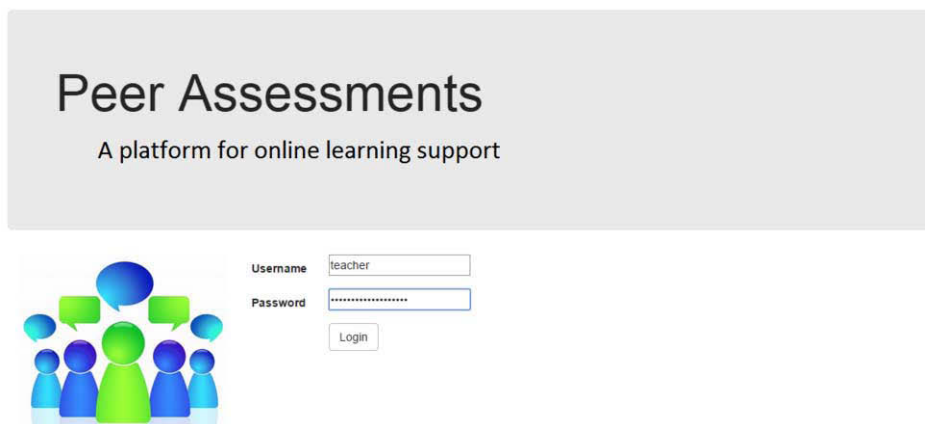 Peer Assessments
A platform for online learning support
Username teacher
Password ···················
Login